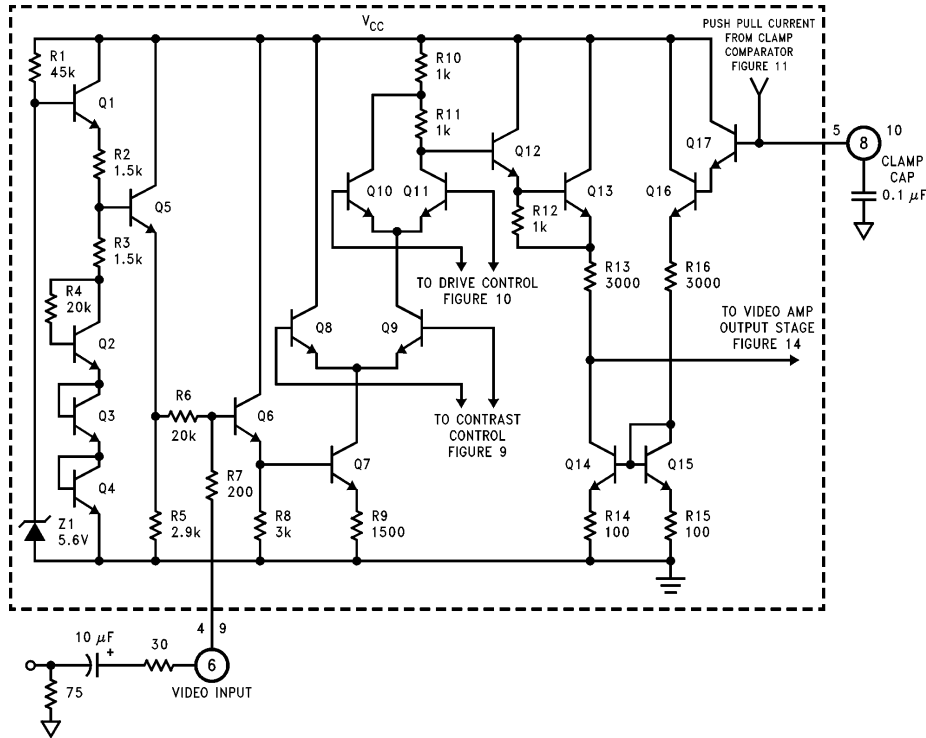 VCC
PUSH PULL CURRENT
FROM CLAMP
COMPARATOR
FIGURE 11
R1
45k
Q1
R10
1k
R11
1k
Q12
Q17
5
8
10
CLAMP
CAP
0.1 μF
R2
1.5k
Q5
Q10
Q11
Q13
Q16
R12
1k
R3
1.5k
R4
20k
TO DRIVE CONTROL
FIGURE 10
R13
3000
R16
3000
Q2
Q8
Q9
TO VIDEO AMP
OUTPUT STAGE
FIGURE 14
Q3
R6
20k
Q6
TO CONTRAST
CONTROL
FIGURE 9
Q4
R7
200
Q7
Q14
Q15
Z1
5.6V
R5
2.9k
R8
3k
R9
1500
R14
100
R15
100
4 9
10 μF
+
30
6
75
VIDEO INPUT